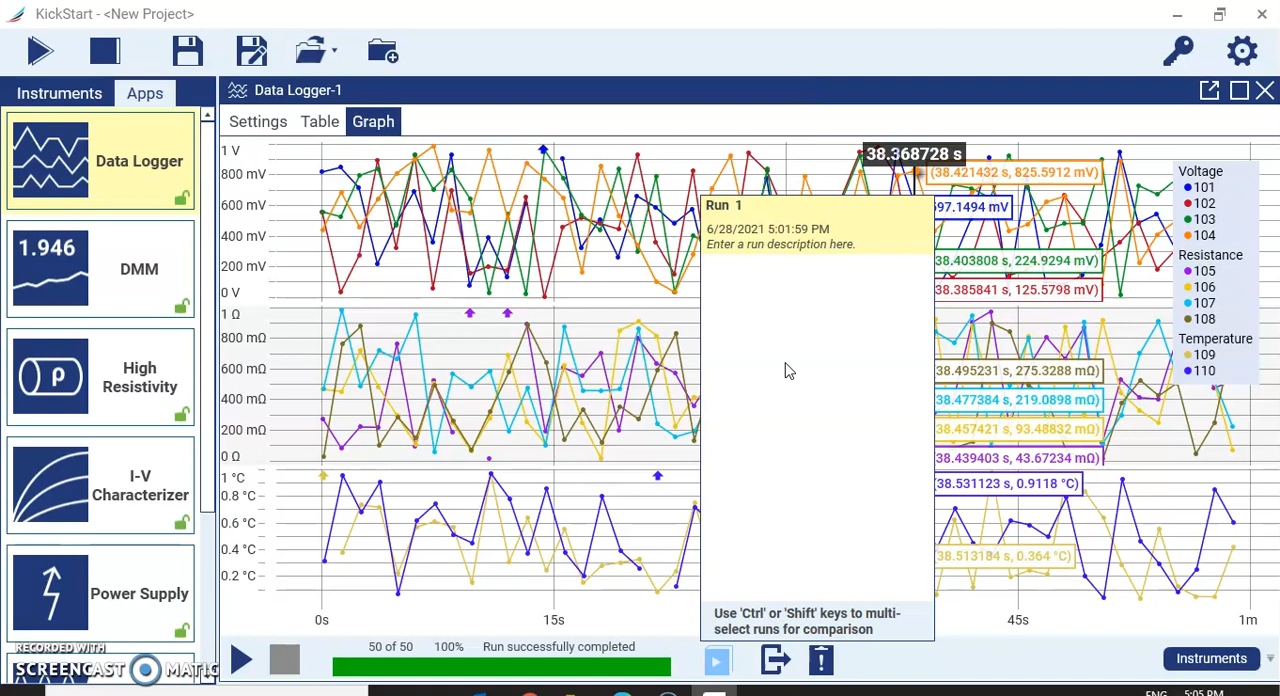 KickStart - <New Project>
Instruments
Apps
Data Logger
1.946
DMM
ρ
High
Resistivity
I-V
Characterizer
Power Supply
RECORDED WITH
SCREENCAST MATIC
Data Logger-1
Settings
Table
Graph
1 V
800 mV
600 mV
400 mV
200 mV
0 V
1 Ω
800 mΩ
600 mΩ
400 mΩ
200 mΩ
0 Ω
1 °C
0.8 °C
0.6 °C
0.4 °C
0.2 °C
0s
15s
45s
1m
38.368728 s
(38.421432 s, 825.5912 mV)
597.1494 mV)
(38.403808 s, 224.9294 mV)
(38.385841 s, 125.5798 mV)
(38.495231 s, 275.3288 mΩ)
(38.477384 s, 219.0898 mΩ)
(38.457421 s, 93.48832 mΩ)
(38.439403 s, 43.67234 mΩ)
(38.531123 s, 0.9118 °C)
(38.513184 s, 0.364 °C)
Run 1
6/28/2021 5:01:59 PM
Enter a run description here.
Use 'Ctrl' or 'Shift' keys to multi-
select runs for comparison
Voltage
101
102
103
104
Resistance
105
106
107
108
Temperature
109
110
50 of 50
100%
Run successfully completed
Instruments
ENG
5:05 PM